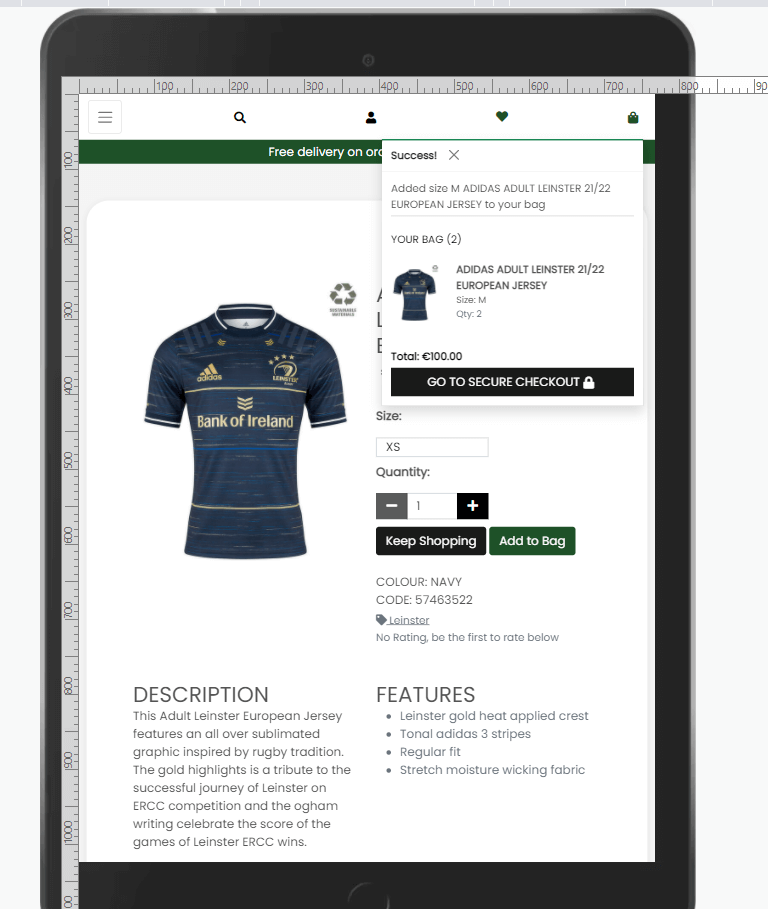 100 200 300 400 500 600 700 800
100
200
300
400
500
600
700
800
900
1000
Free delivery on
Success!
Added size M ADIDAS ADULT LEINSTER 21/22
EUROPEAN JERSEY to your bag
YOUR BAG (2)
ADIDAS ADULT LEINSTER 21/22
EUROPEAN JERSEY
Size: M
Qty: 2
Total: €100.00
GO TO SECURE CHECKOUT
SUSTAINABLE
MATERIALS
adidas
LEINSTER
Bank of Ireland
Size:
XS
Quantity:
1
Keep Shopping Add to Bag
COLOUR: NAVY
CODE: 57463522
Leinster
No Rating, be the first to rate below
DESCRIPTION
This Adult Leinster European Jersey
features an all over sublimated
graphic inspired by rugby tradition.
The gold highlights is a tribute to the
successful journey of Leinster on
ERCC competition and the ogham
writing celebrate the score of the
games of Leinster ERCC wins.
FEATURES
Leinster gold heat applied crest
Tonal adidas 3 stripes
Regular fit
Stretch moisture wicking fabric